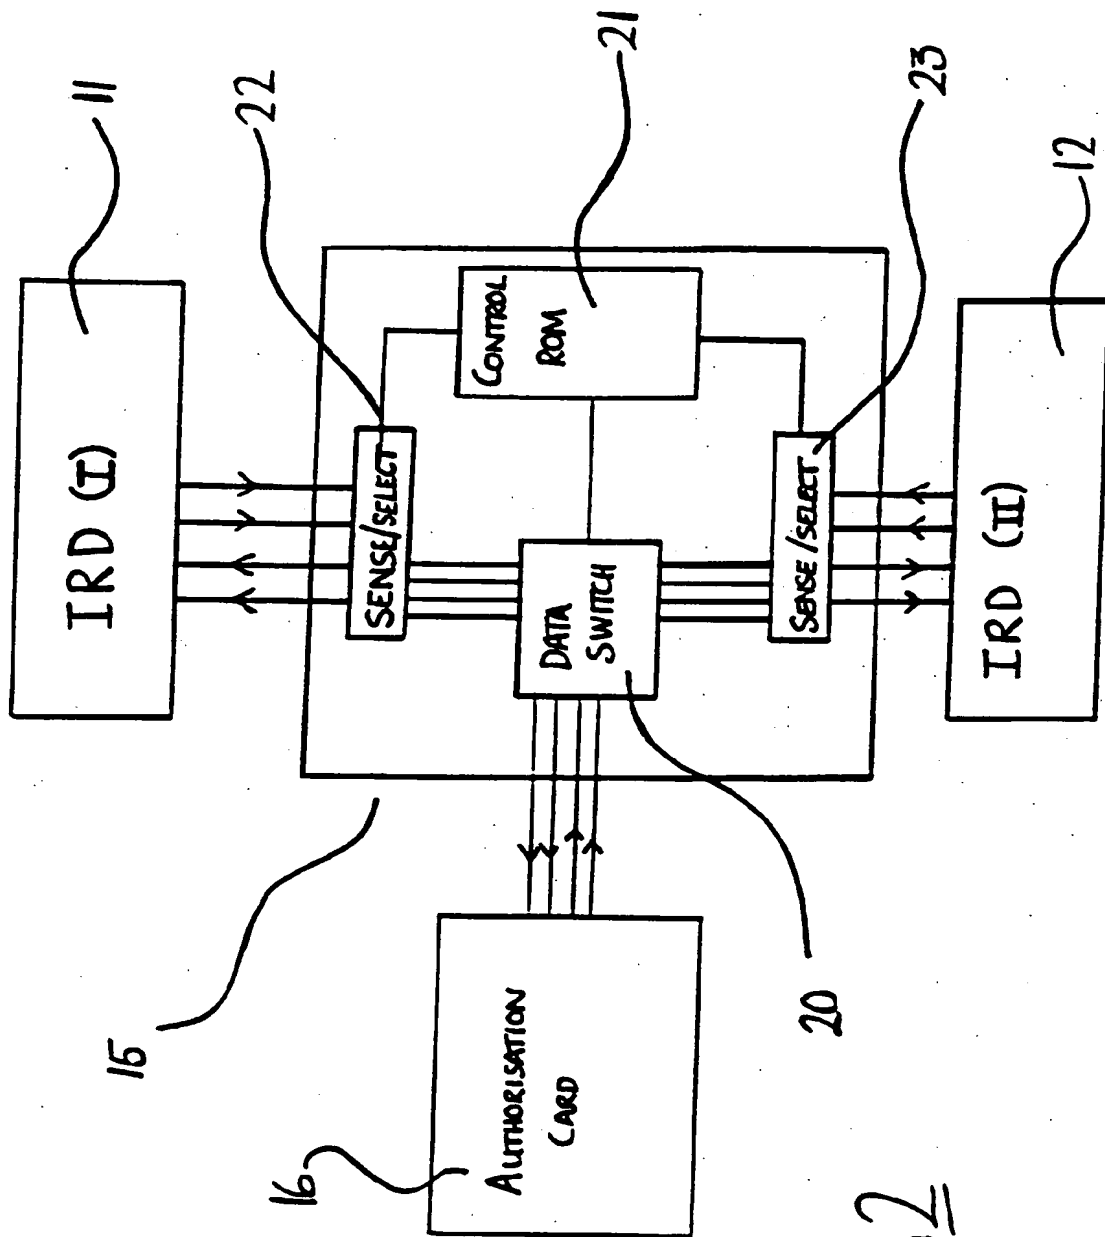 11
IRD (I)
22
21
SENSE/SELECT
CONTROL
ROM
15
DATA
SWITCH
16
AUTHORISATION
CARD
20
SENSE/SELECT
23
IRD (II)
12
2